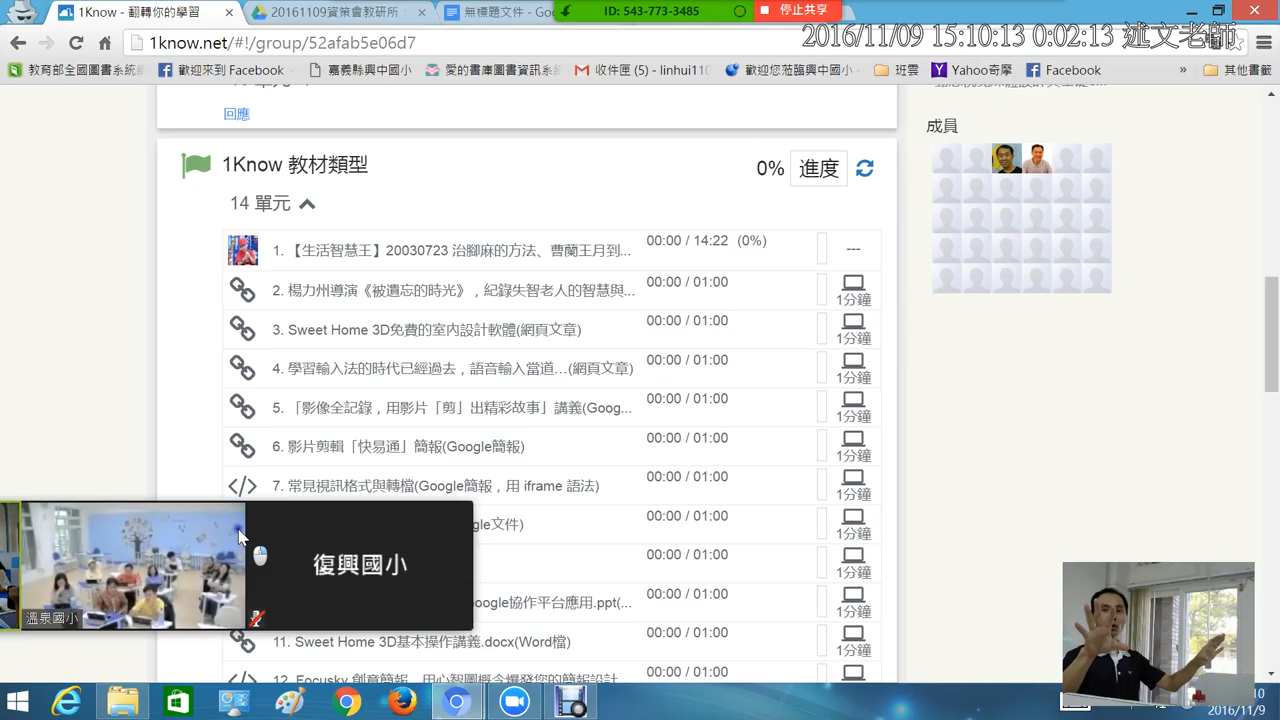 1Know - 翻轉你的學習
20161109資策會教研所
無標題文件 - Goo
ID: 543-773-3485
停止共享
1know.net/#!/group/52afab5e06d7
2016/11/09 15:10:13 0:02:13 述文老師
教育部全國圖書系統
歡迎來到 Facebook
嘉義縣興中國小
愛的書庫圖書資訊系
收件匣 (5) - linhui110
歡迎您蒞臨興中國小
班雲
Yahoo奇摩
Facebook
»
其他書籤
回應
成員
1Know 教材類型
0% 進度
14 單元
1. 【生活智慧王】20030723 治腳麻的方法、曹蘭王月到... 00:00 / 14:22 (0%) ---
2. 楊力州導演《被遺忘的時光》，紀錄失智老人的智慧與... 00:00 / 01:00 1分鐘
3. Sweet Home 3D免費的室內設計軟體(網頁文章) 00:00 / 01:00 1分鐘
4. 學習輸入法的時代已經過去，語音輸入當道...(網頁文章) 00:00 / 01:00 1分鐘
5. 「影像全記錄，用影片「剪」出精彩故事」講義(Goog... 00:00 / 01:00 1分鐘
6. 影片剪輯「快易通」簡報(Google簡報) 00:00 / 01:00 1分鐘
7. 常見視訊格式與轉檔(Google簡報，用 iframe 語法) 00:00 / 01:00 1分鐘
gle文件) 00:00 / 01:00 1分鐘
00:00 / 01:00 1分鐘
oogle協作平台應用.ppt(... 00:00 / 01:00 1分鐘
11. Sweet Home 3D基本操作講義.docx(Word檔) 00:00 / 01:00 1分鐘
12. Focusky 創意簡報 00:00 / 01:00
溫泉國小
復興國小
10
2016/11/9